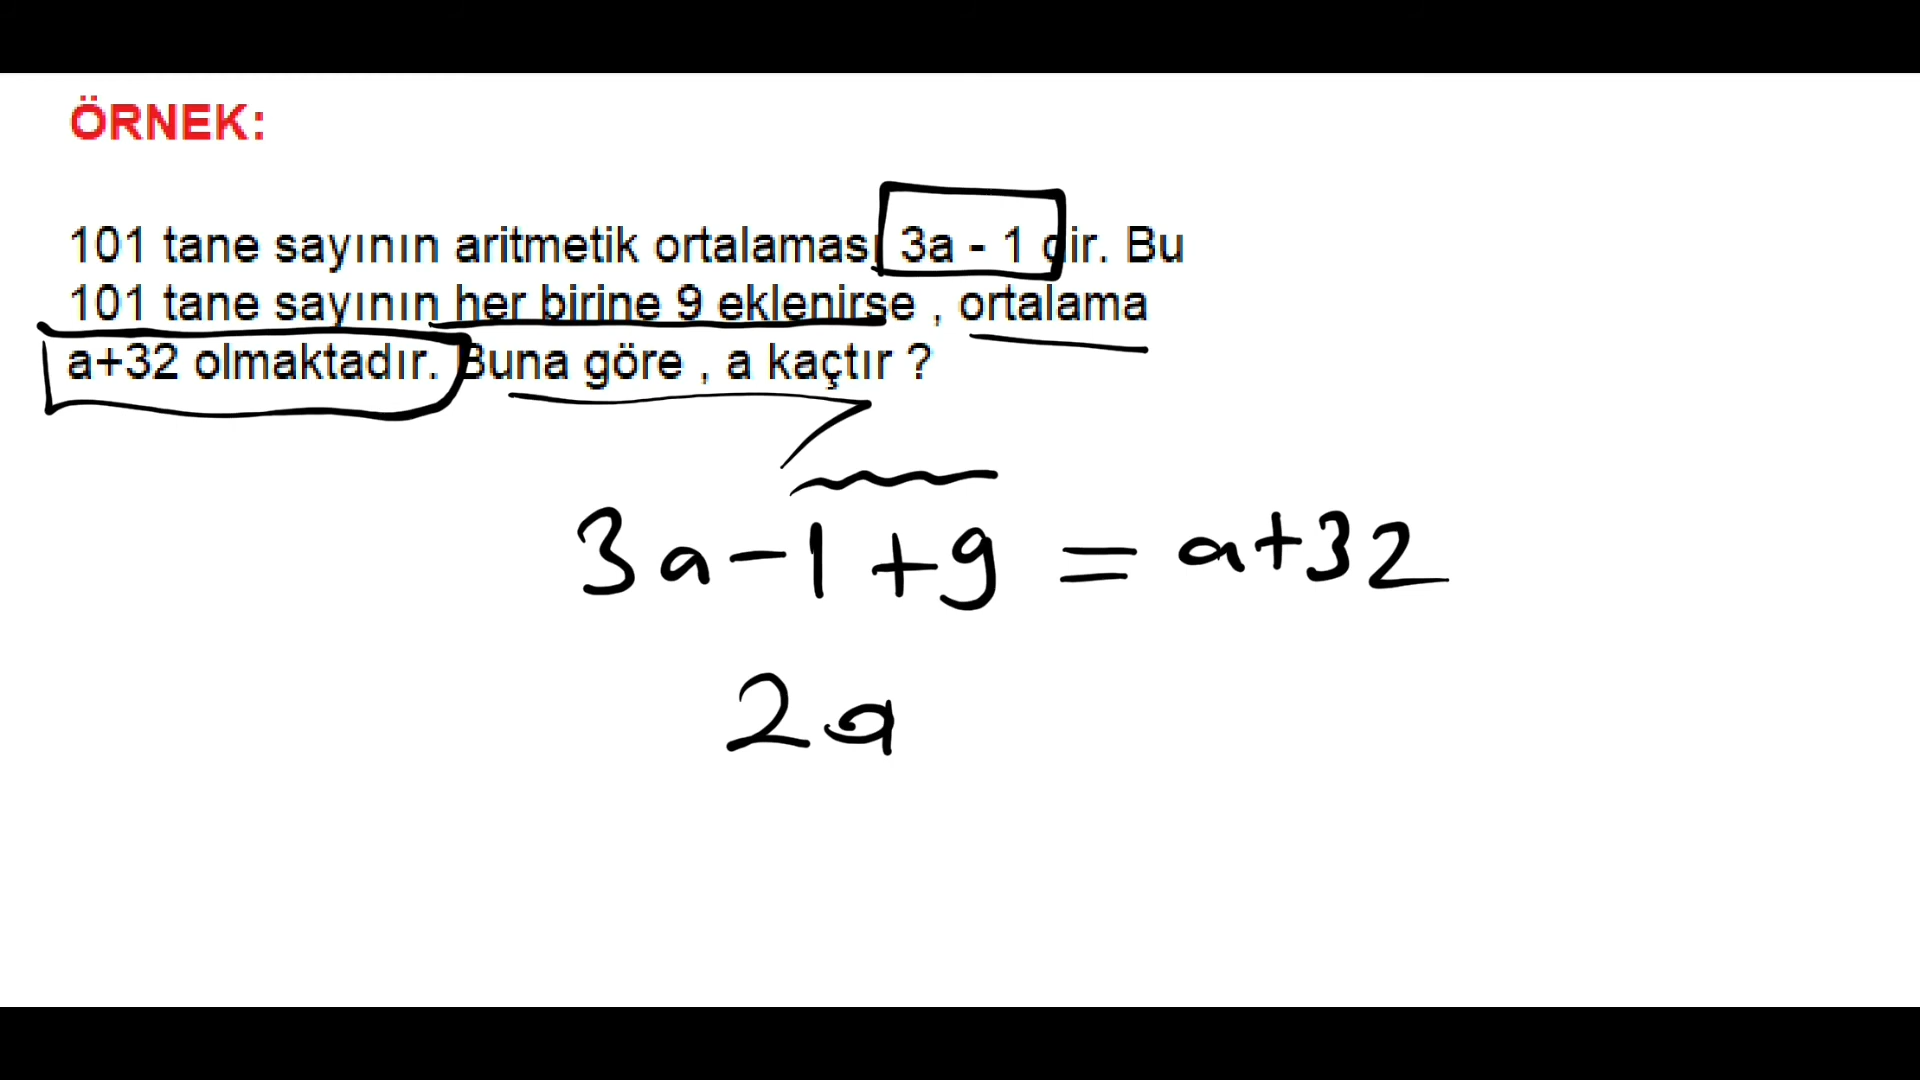 ÖRNEK:
101 tane sayının aritmetik ortalaması 3a - 1 dir. Bu
101 tane sayının her birine 9 eklenirse , ortalama
a+32 olmaktadır. Buna göre , a kaçtır ?
3a-1+9 = a+32
2a